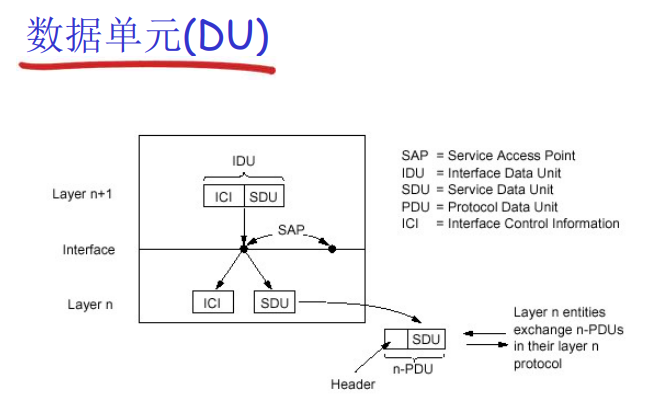 数据单元(DU)
IDU
Layer n+1
ICI SDU
SAP
Interface
Layer n
ICI
SDU
SAP = Service Access Point
IDU = Interface Data Unit
SDU = Service Data Unit
PDU = Protocol Data Unit
ICI = Interface Control Information
SDU
n-PDU
Header
Layer n entities
exchange n-PDUs
in their layer n
protocol